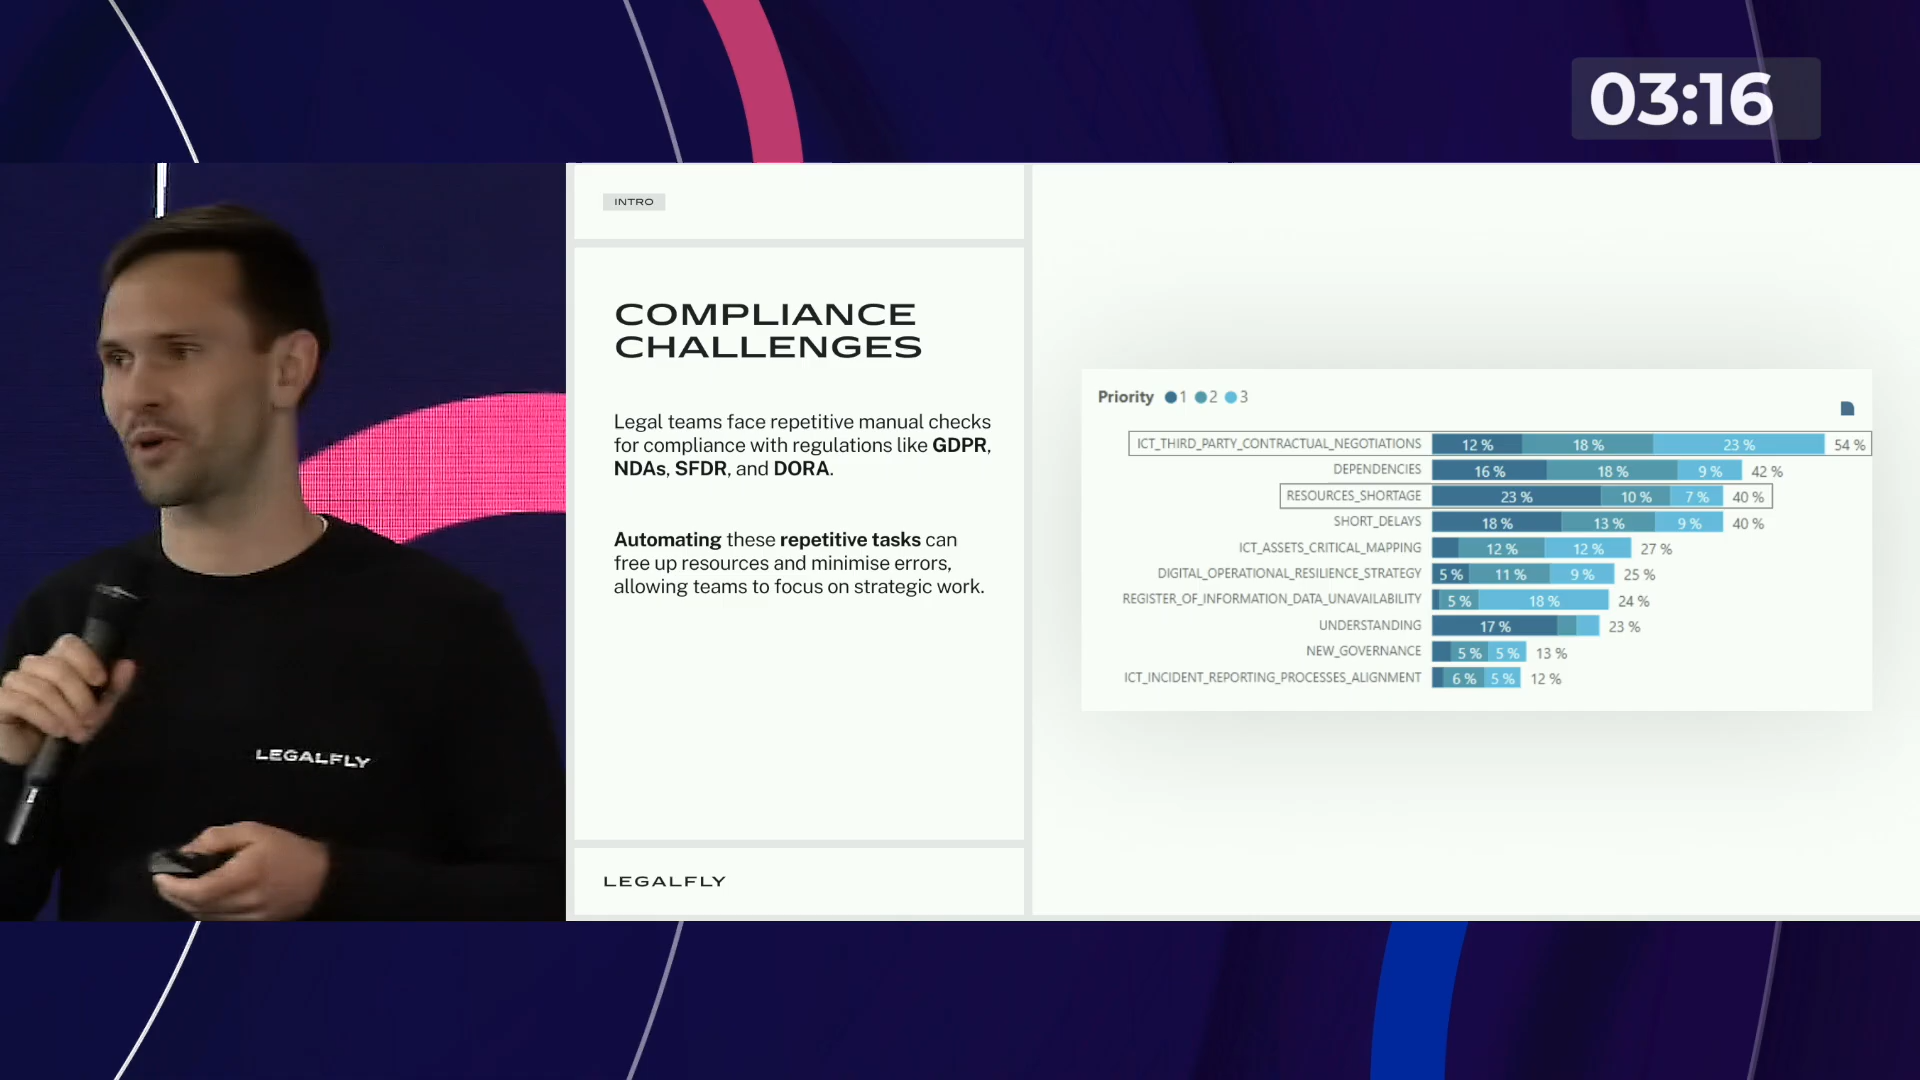 03:16
INTRO
COMPLIANCE
CHALLENGES
Legal teams face repetitive manual checks
for compliance with regulations like GDPR,
NDAs, SFDR, and DORA.
Automating these repetitive tasks can
free up resources and minimise errors,
allowing teams to focus on strategic work.
LEGALFLY
Priority 1 2 3
ICT_THIRD_PARTY_CONTRACTUAL_NEGOTIATIONS 12 % 18 % 23 % 54 %
DEPENDENCIES 16 % 18 % 9 % 42 %
RESOURCES_SHORTAGE 23 % 10 % 7 % 40 %
SHORT_DELAYS 18 % 13 % 9 % 40 %
ICT_ASSETS_CRITICAL_MAPPING 12 % 12 % 27 %
DIGITAL_OPERATIONAL_RESILIENCE_STRATEGY 5 % 11 % 9 % 25 %
REGISTER_OF_INFORMATION_DATA_UNAVAILABILITY 5 % 18 % 24 %
UNDERSTANDING 17 % 23 %
NEW_GOVERNANCE 5 % 5 % 13 %
ICT_INCIDENT_REPORTING_PROCESSES_ALIGNMENT 6 % 5 % 12 %
LEGALFLY